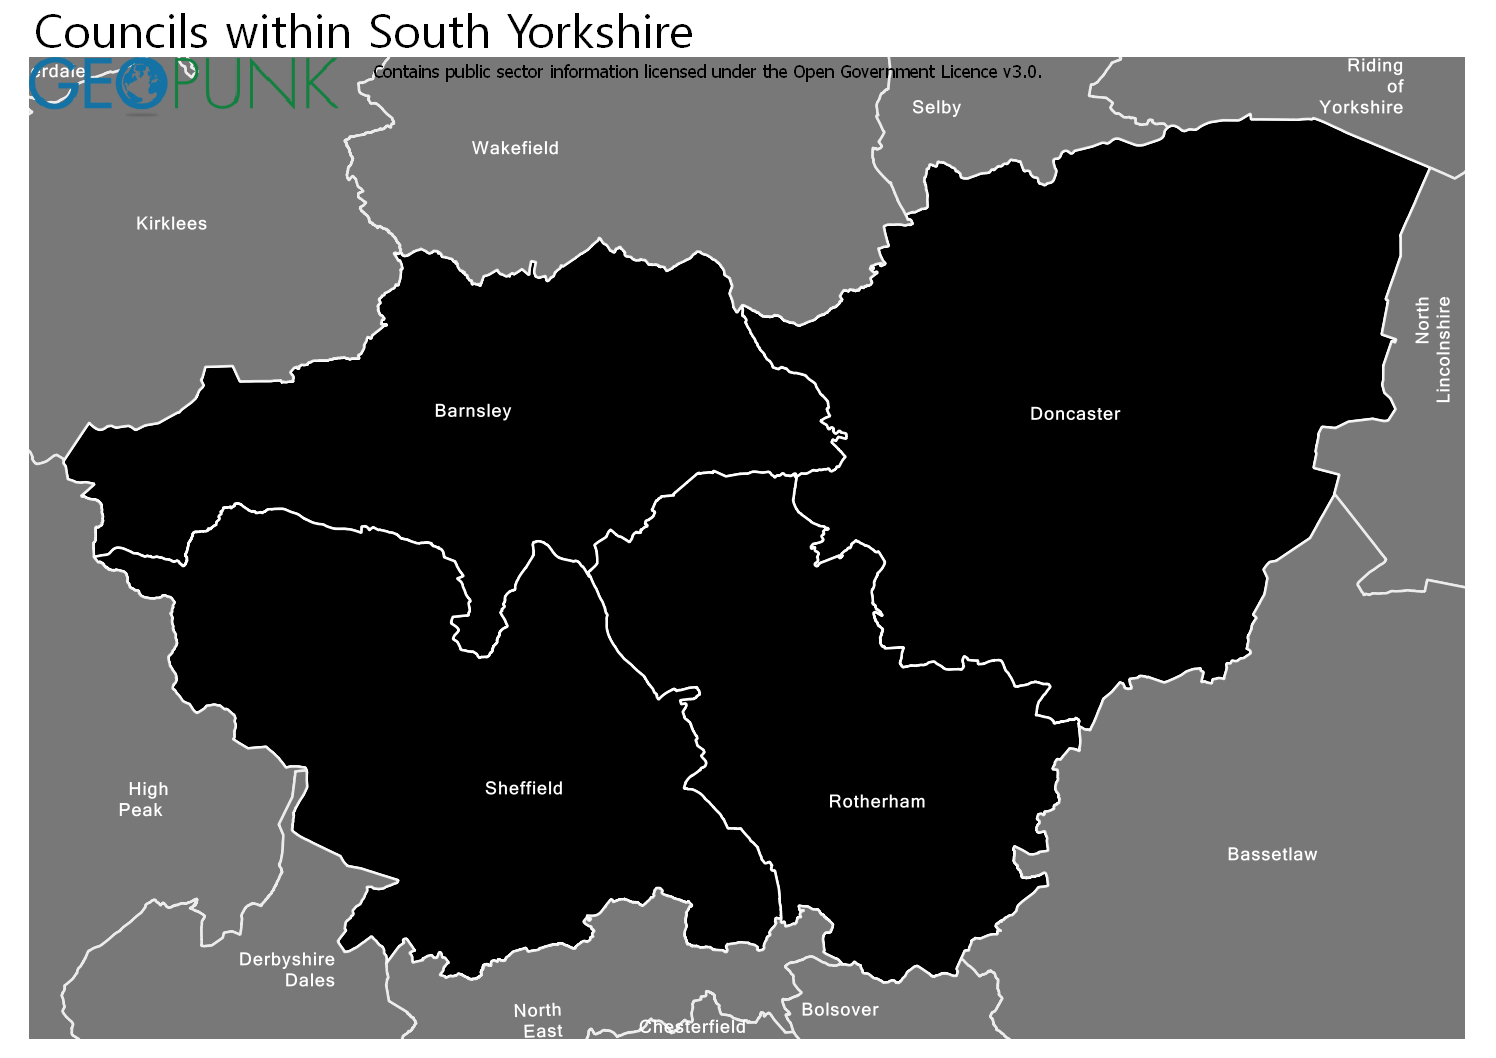 Councils within South Yorkshire
erdale
GEOPUNK
Contains public sector information licensed under the Open Government Licence v3.0.
Riding
of
Yorkshire
Selby
Wakefield
Kirklees
North
Lincolnshire
Barnsley
Doncaster
High
Peak
Sheffield
Rotherham
Bassetlaw
Derbyshire
Dales
North
East
Chesterfield
Bolsover